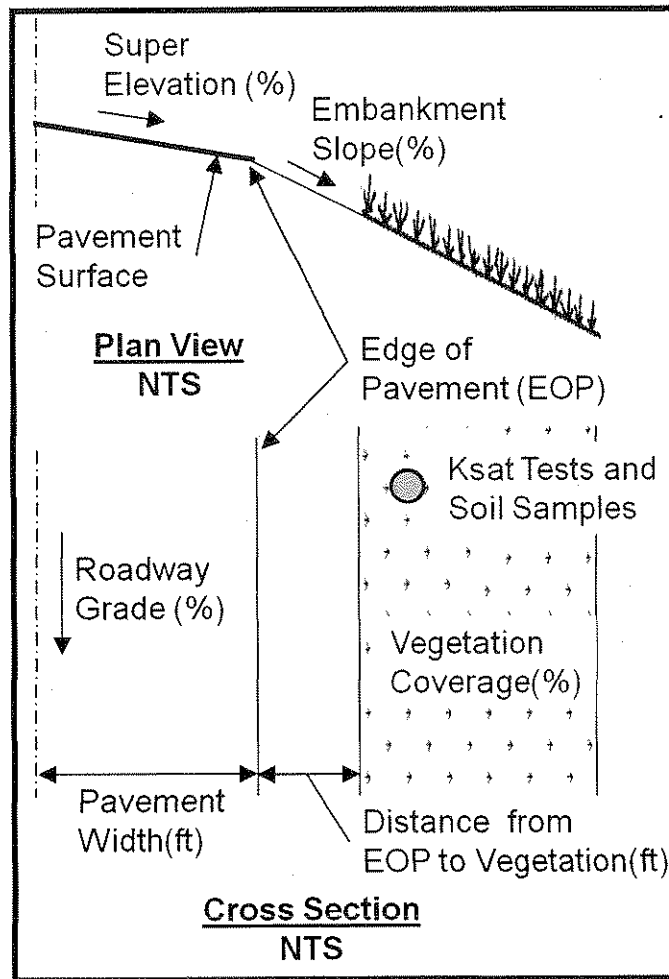 Super
Elevation (%)
Embankment
Slope(%)
Pavement
Surface
Plan View
NTS
Edge of
Pavement (EOP)
Ksat Tests and
Soil Samples
Roadway
Grade (%)
Vegetation
Coverage(%)
Pavement
Width(ft)
Distance from
EOP to Vegetation(ft)
Cross Section
NTS